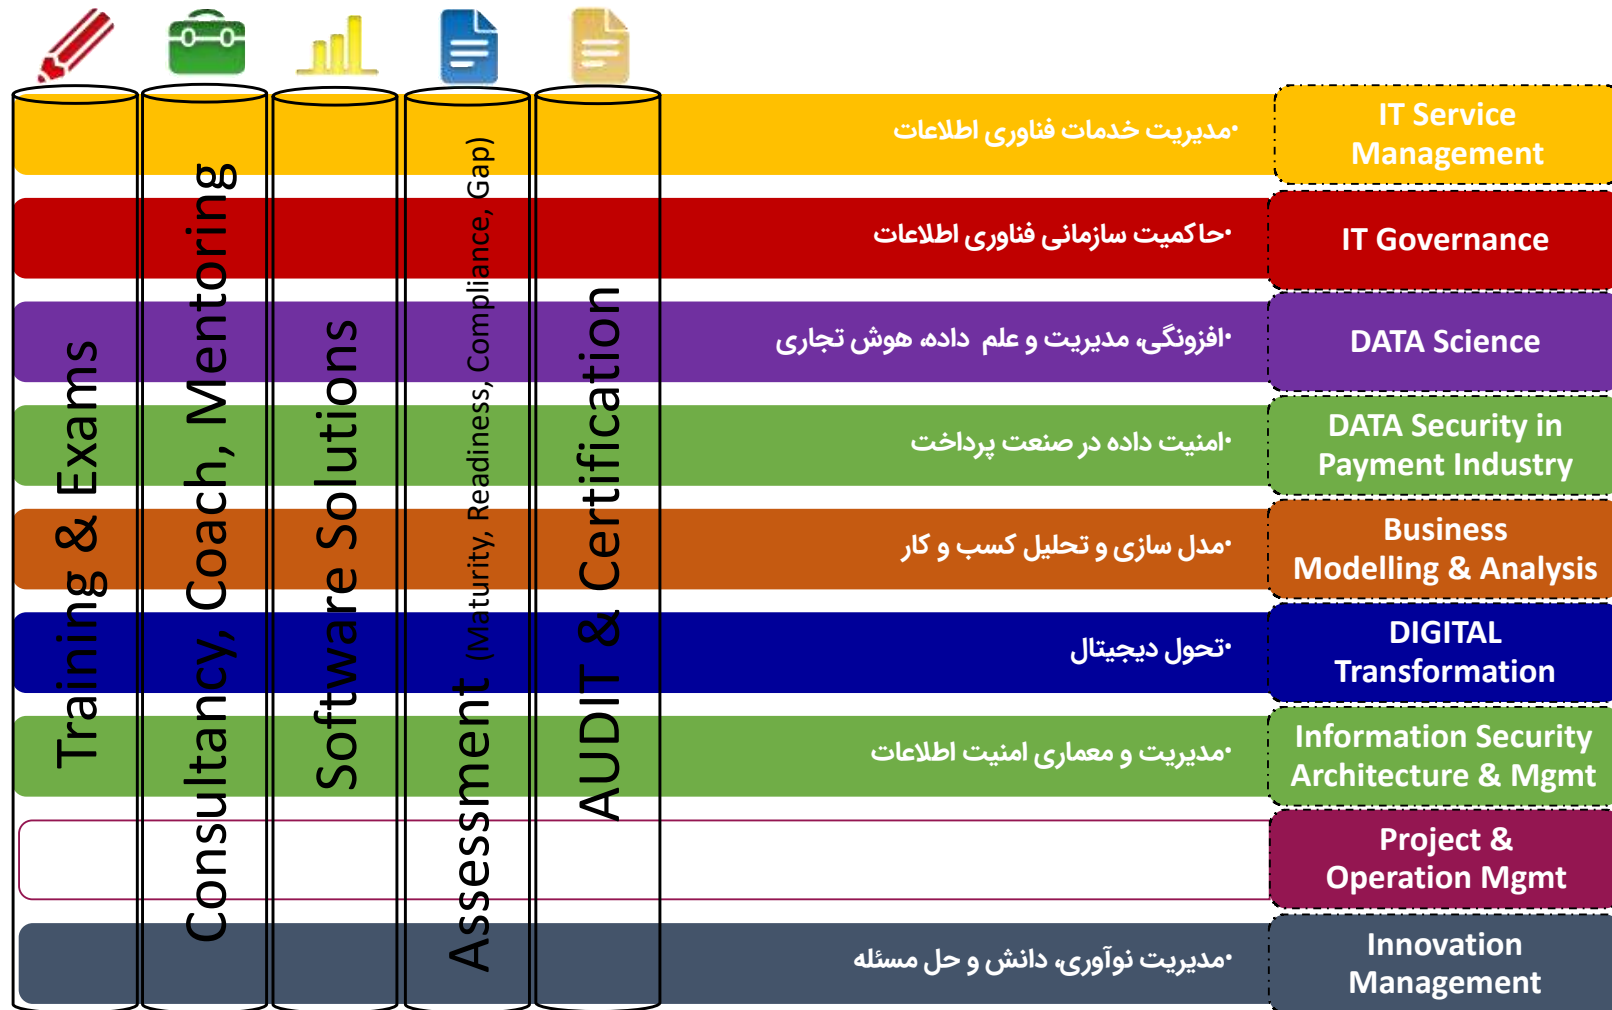 Training & Exams
Consultancy, Coach, Mentoring
Software Solutions
Assessment (Maturity, Readiness, Compliance, Gap)
AUDIT & Certification
•مدیریت خدمات فناوری اطلاعات
IT Service
Management
•حاکمیت سازمانی فناوری اطلاعات
IT Governance
•افزونگی، مدیریت و علم داده، هوش تجاری
DATA Science
•امنیت داده در صنعت پرداخت
DATA Security in
Payment Industry
•مدل سازی و تحلیل کسب و کار
Business
Modelling & Analysis
•تحول دیجیتال
DIGITAL
Transformation
•مدیریت و معماری امنیت اطلاعات
Information Security
Architecture & Mgmt
Project &
Operation Mgmt
•مدیریت نوآوری، دانش و حل مسئله
Innovation
Management